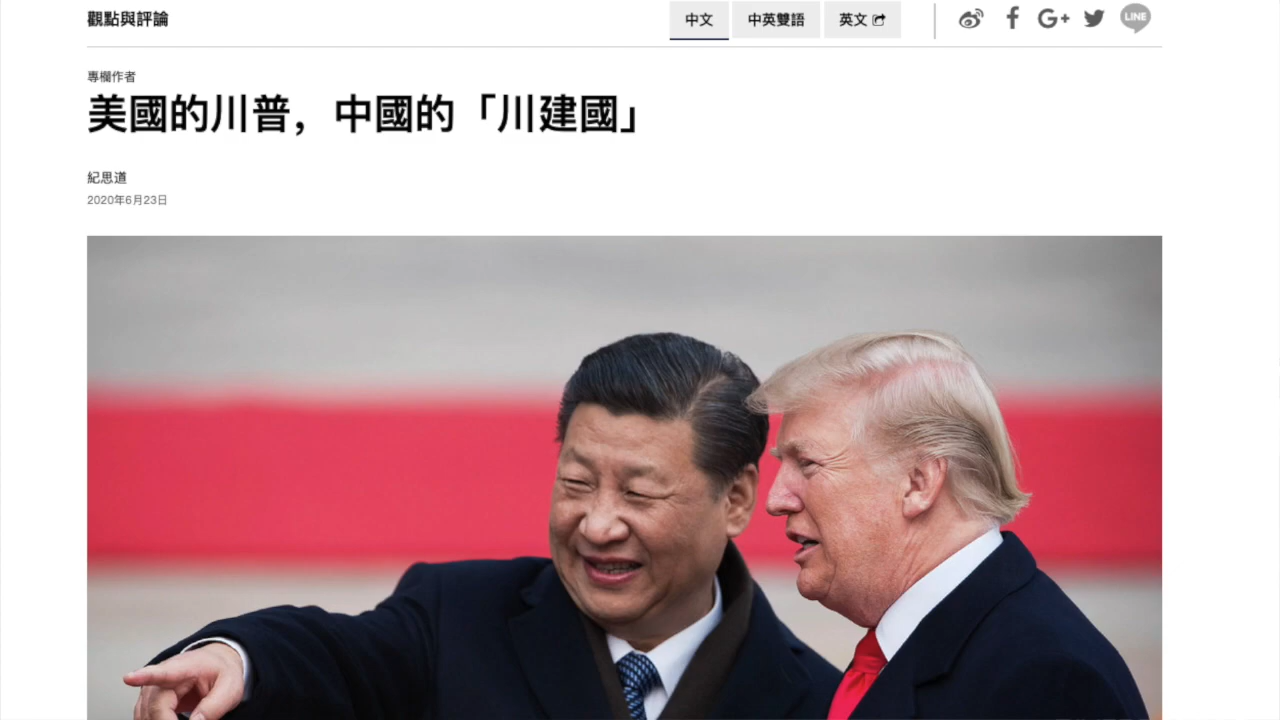 觀點與評論
中文 中英雙語 英文
LINE
專欄作者
美國的川普，中國的「川建國」
紀思道
2020年6月23日